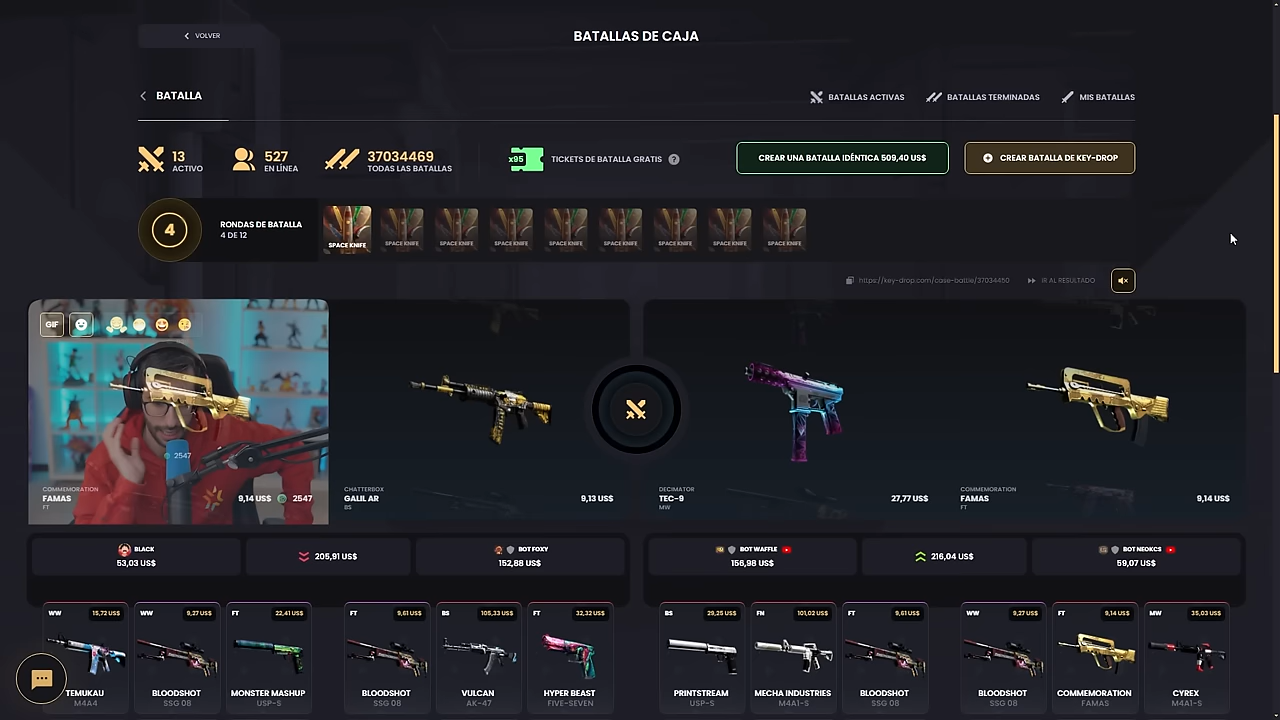 VOLVER
BATALLAS DE CAJA
BATALLA
BATALLAS ACTIVAS
BATALLAS TERMINADAS
MIS BATALLAS
13
ACTIVO
527
EN LÍNEA
37034469
TODAS LAS BATALLAS
x95
TICKETS DE BATALLA GRATIS ?
CREAR UNA BATALLA IDÉNTICA 509,40 US$
CREAR BATALLA DE KEY-DROP
4
RONDAS DE BATALLA
4 DE 12
SPACE KNIFE
SPACE KNIFE
SPACE KNIFE
SPACE KNIFE
SPACE KNIFE
SPACE KNIFE
SPACE KNIFE
SPACE KNIFE
SPACE KNIFE
https://key-drop.com/case-battle/37034450
IR AL RESULTADO
GIF
2547
COMMEMORATION
FAMAS
FT
9,14 US$
2547
CHATTERBOX
GALIL AR
BS
9,13 US$
DECIMATOR
TEC-9
MW
27,77 US$
COMMEMORATION
FAMAS
FT
9,14 US$
BLACK
53,03 US$
205,91 US$
BOT FOXY
152,88 US$
BOT WAFFLE
156,98 US$
216,04 US$
BOT NEOKCS
59,07 US$
WW 15,72 US$
TEMUKAU
M4A4
WW 9,27 US$
BLOODSHOT
SSG 08
FT 22,41 US$
MONSTER MASHUP
USP-S
FT 9,61 US$
BLOODSHOT
SSG 08
BS 105,33 US$
VULCAN
AK-47
FT 32,32 US$
HYPER BEAST
FIVE-SEVEN
BS 29,25 US$
PRINTSTREAM
USP-S
FN 101,02 US$
MECHA INDUSTRIES
M4A1-S
FT 9,61 US$
BLOODSHOT
SSG 08
WW 9,27 US$
BLOODSHOT
SSG 08
FT 9,14 US$
COMMEMORATION
FAMAS
MW 35,03 US$
CYREX
M4A1-S